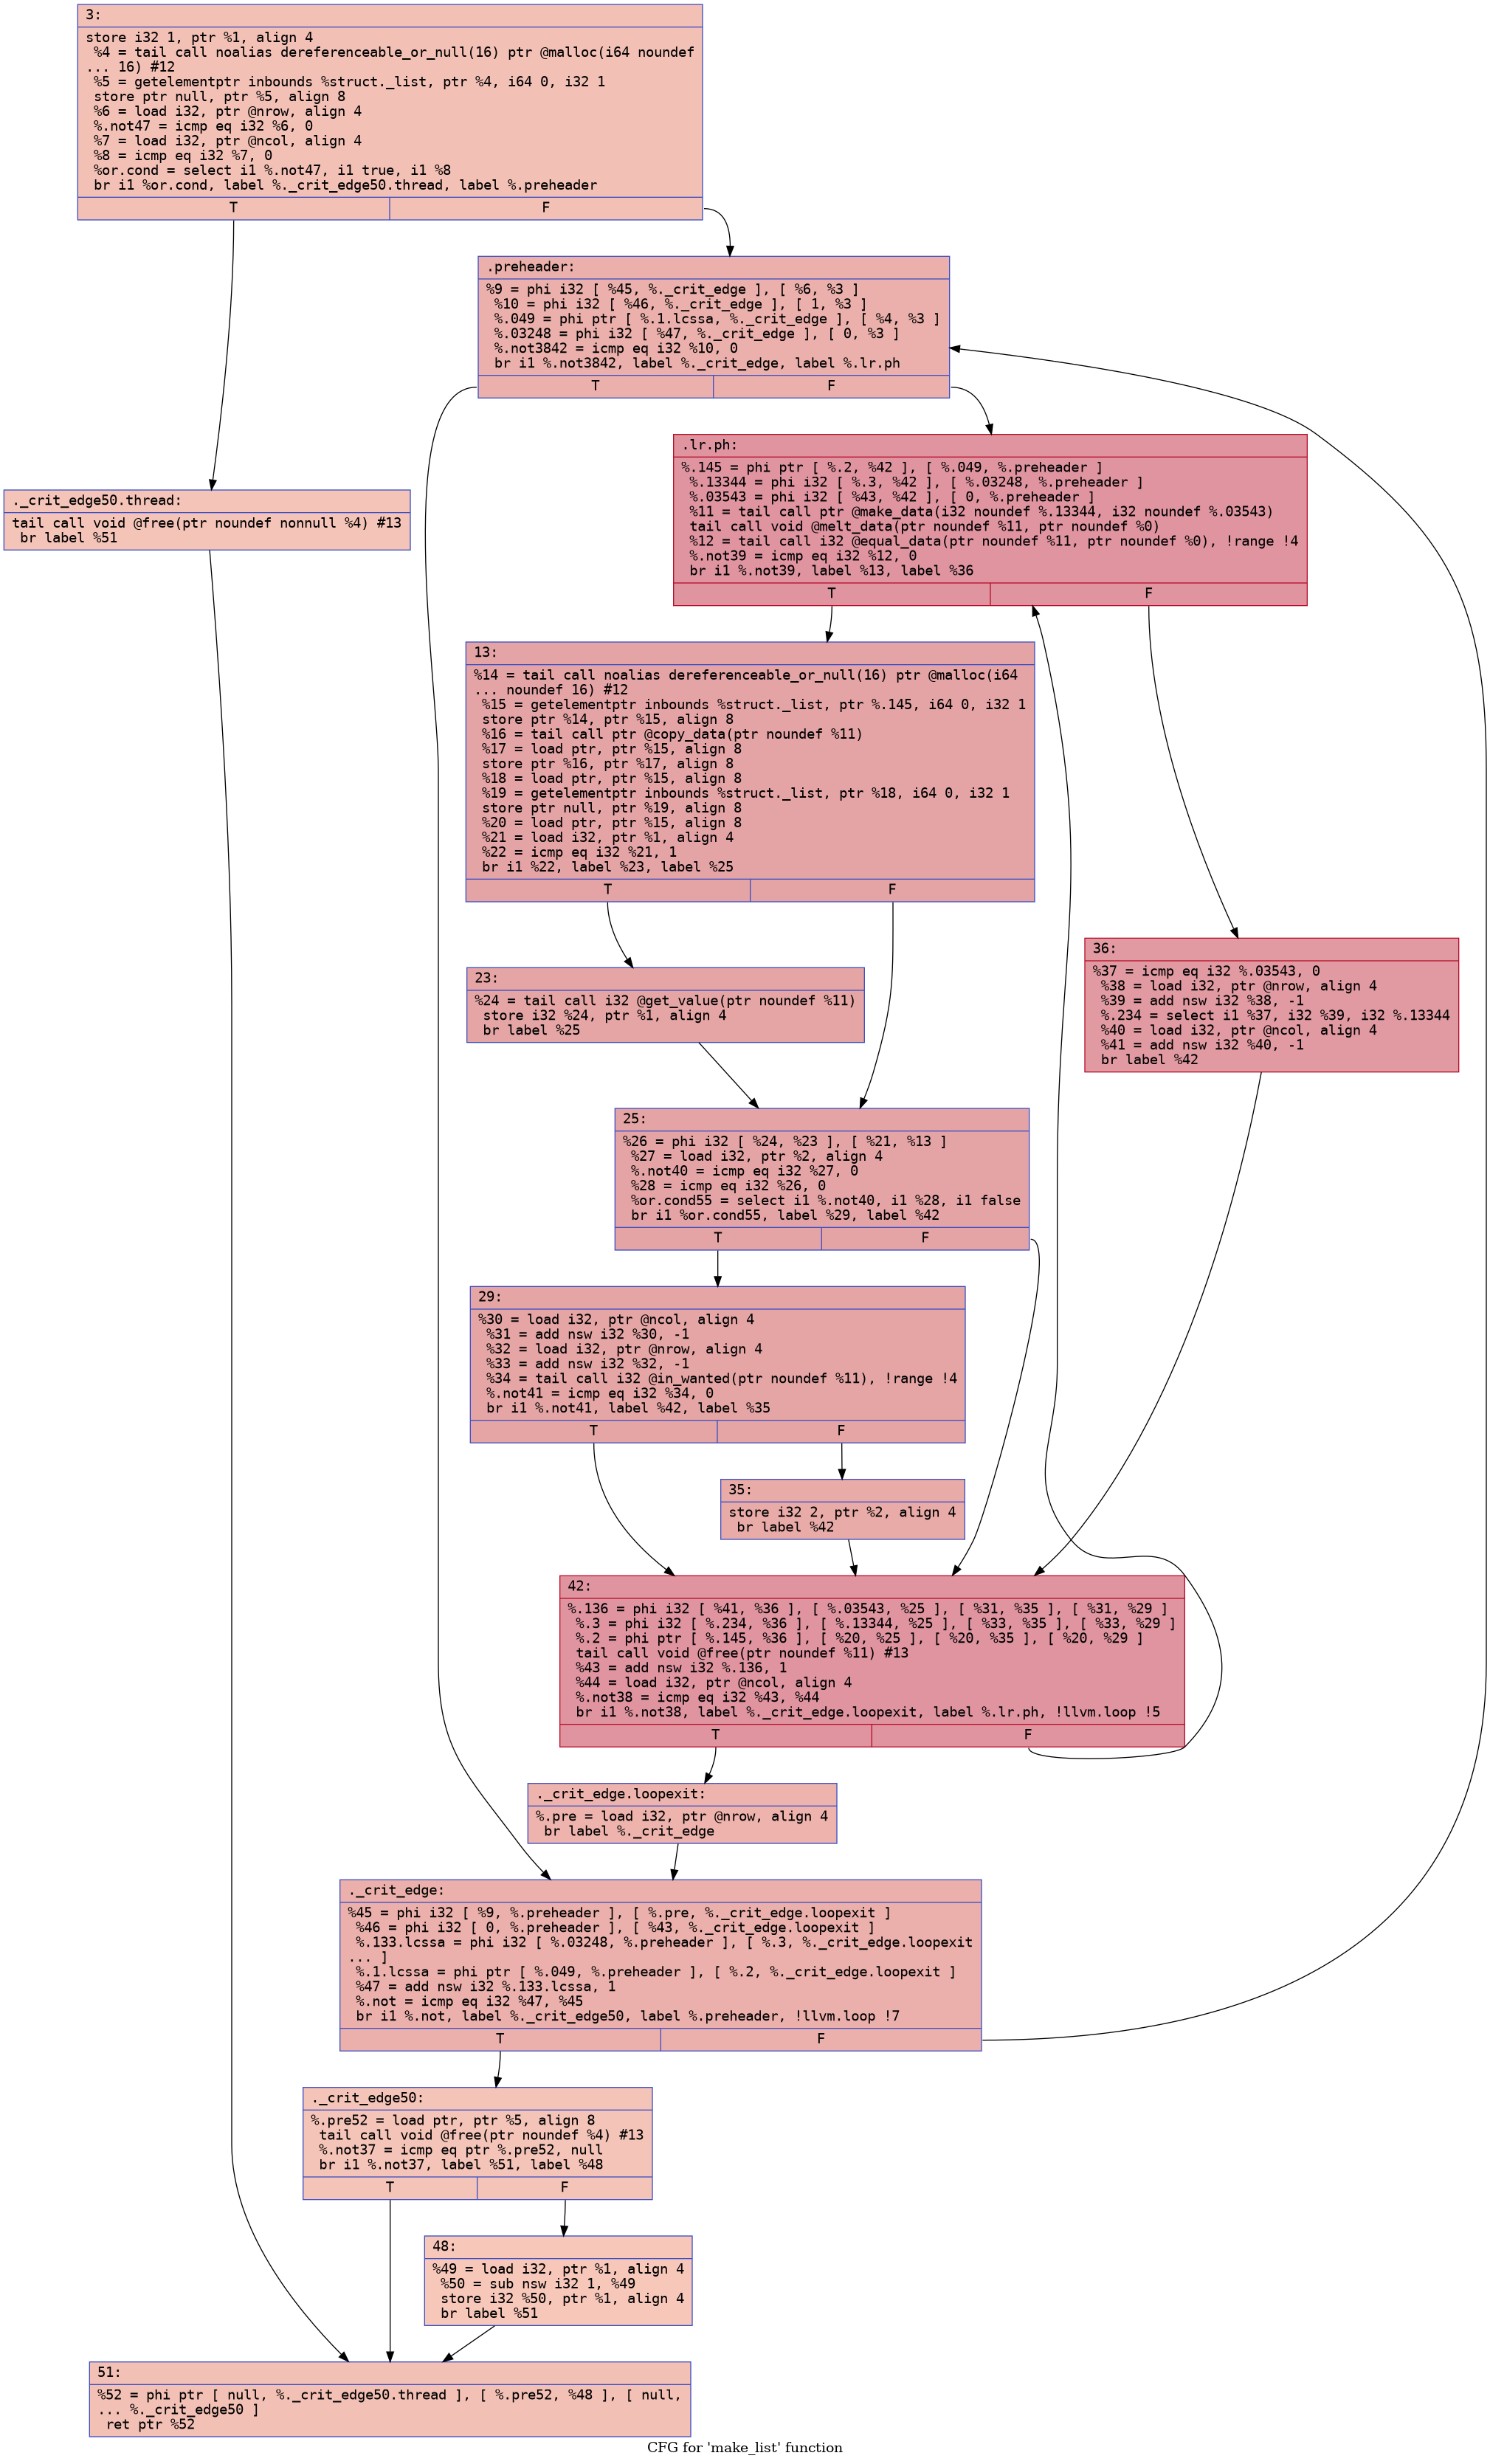 3:
store i32 1, ptr %1, align 4
%4 = tail call noalias dereferenceable_or_null(16) ptr @malloc(i64 noundef
... 16) #12
%5 = getelementptr inbounds %struct._list, ptr %4, i64 0, i32 1
store ptr null, ptr %5, align 8
%6 = load i32, ptr @nrow, align 4
%.not47 = icmp eq i32 %6, 0
%7 = load i32, ptr @ncol, align 4
%8 = icmp eq i32 %7, 0
%or.cond = select i1 %.not47, i1 true, i1 %8
br i1 %or.cond, label %._crit_edge50.thread, label %.preheader
T F
.preheader:
%9 = phi i32 [ %45, %._crit_edge ], [ %6, %3 ]
%10 = phi i32 [ %46, %._crit_edge ], [ 1, %3 ]
%.049 = phi ptr [ %.1.lcssa, %._crit_edge ], [ %4, %3 ]
%.03248 = phi i32 [ %47, %._crit_edge ], [ 0, %3 ]
%.not3842 = icmp eq i32 %10, 0
br i1 %.not3842, label %._crit_edge, label %.lr.ph
T F
.lr.ph:
%.145 = phi ptr [ %.2, %42 ], [ %.049, %.preheader ]
%.13344 = phi i32 [ %.3, %42 ], [ %.03248, %.preheader ]
%.03543 = phi i32 [ %43, %42 ], [ 0, %.preheader ]
%11 = tail call ptr @make_data(i32 noundef %.13344, i32 noundef %.03543)
tail call void @melt_data(ptr noundef %11, ptr noundef %0)
%12 = tail call i32 @equal_data(ptr noundef %11, ptr noundef %0), !range !4
%.not39 = icmp eq i32 %12, 0
br i1 %.not39, label %13, label %36
T F
._crit_edge50.thread:
tail call void @free(ptr noundef nonnull %4) #13
br label %51
13:
%14 = tail call noalias dereferenceable_or_null(16) ptr @malloc(i64
... noundef 16) #12
%15 = getelementptr inbounds %struct._list, ptr %.145, i64 0, i32 1
store ptr %14, ptr %15, align 8
%16 = tail call ptr @copy_data(ptr noundef %11)
%17 = load ptr, ptr %15, align 8
store ptr %16, ptr %17, align 8
%18 = load ptr, ptr %15, align 8
%19 = getelementptr inbounds %struct._list, ptr %18, i64 0, i32 1
store ptr null, ptr %19, align 8
%20 = load ptr, ptr %15, align 8
%21 = load i32, ptr %1, align 4
%22 = icmp eq i32 %21, 1
br i1 %22, label %23, label %25
T F
36:
%37 = icmp eq i32 %.03543, 0
%38 = load i32, ptr @nrow, align 4
%39 = add nsw i32 %38, -1
%.234 = select i1 %37, i32 %39, i32 %.13344
%40 = load i32, ptr @ncol, align 4
%41 = add nsw i32 %40, -1
br label %42
23:
%24 = tail call i32 @get_value(ptr noundef %11)
store i32 %24, ptr %1, align 4
br label %25
25:
%26 = phi i32 [ %24, %23 ], [ %21, %13 ]
%27 = load i32, ptr %2, align 4
%.not40 = icmp eq i32 %27, 0
%28 = icmp eq i32 %26, 0
%or.cond55 = select i1 %.not40, i1 %28, i1 false
br i1 %or.cond55, label %29, label %42
T F
29:
%30 = load i32, ptr @ncol, align 4
%31 = add nsw i32 %30, -1
%32 = load i32, ptr @nrow, align 4
%33 = add nsw i32 %32, -1
%34 = tail call i32 @in_wanted(ptr noundef %11), !range !4
%.not41 = icmp eq i32 %34, 0
br i1 %.not41, label %42, label %35
T F
35:
store i32 2, ptr %2, align 4
br label %42
42:
%.136 = phi i32 [ %41, %36 ], [ %.03543, %25 ], [ %31, %35 ], [ %31, %29 ]
%.3 = phi i32 [ %.234, %36 ], [ %.13344, %25 ], [ %33, %35 ], [ %33, %29 ]
%.2 = phi ptr [ %.145, %36 ], [ %20, %25 ], [ %20, %35 ], [ %20, %29 ]
tail call void @free(ptr noundef %11) #13
%43 = add nsw i32 %.136, 1
%44 = load i32, ptr @ncol, align 4
%.not38 = icmp eq i32 %43, %44
br i1 %.not38, label %._crit_edge.loopexit, label %.lr.ph, !llvm.loop !5
T F
._crit_edge.loopexit:
%.pre = load i32, ptr @nrow, align 4
br label %._crit_edge
._crit_edge:
%45 = phi i32 [ %9, %.preheader ], [ %.pre, %._crit_edge.loopexit ]
%46 = phi i32 [ 0, %.preheader ], [ %43, %._crit_edge.loopexit ]
%.133.lcssa = phi i32 [ %.03248, %.preheader ], [ %.3, %._crit_edge.loopexit
... ]
%.1.lcssa = phi ptr [ %.049, %.preheader ], [ %.2, %._crit_edge.loopexit ]
%47 = add nsw i32 %.133.lcssa, 1
%.not = icmp eq i32 %47, %45
br i1 %.not, label %._crit_edge50, label %.preheader, !llvm.loop !7
T F
._crit_edge50:
%.pre52 = load ptr, ptr %5, align 8
tail call void @free(ptr noundef %4) #13
%.not37 = icmp eq ptr %.pre52, null
br i1 %.not37, label %51, label %48
T F
48:
%49 = load i32, ptr %1, align 4
%50 = sub nsw i32 1, %49
store i32 %50, ptr %1, align 4
br label %51
51:
%52 = phi ptr [ null, %._crit_edge50.thread ], [ %.pre52, %48 ], [ null,
... %._crit_edge50 ]
ret ptr %52
CFG for 'make_list' function